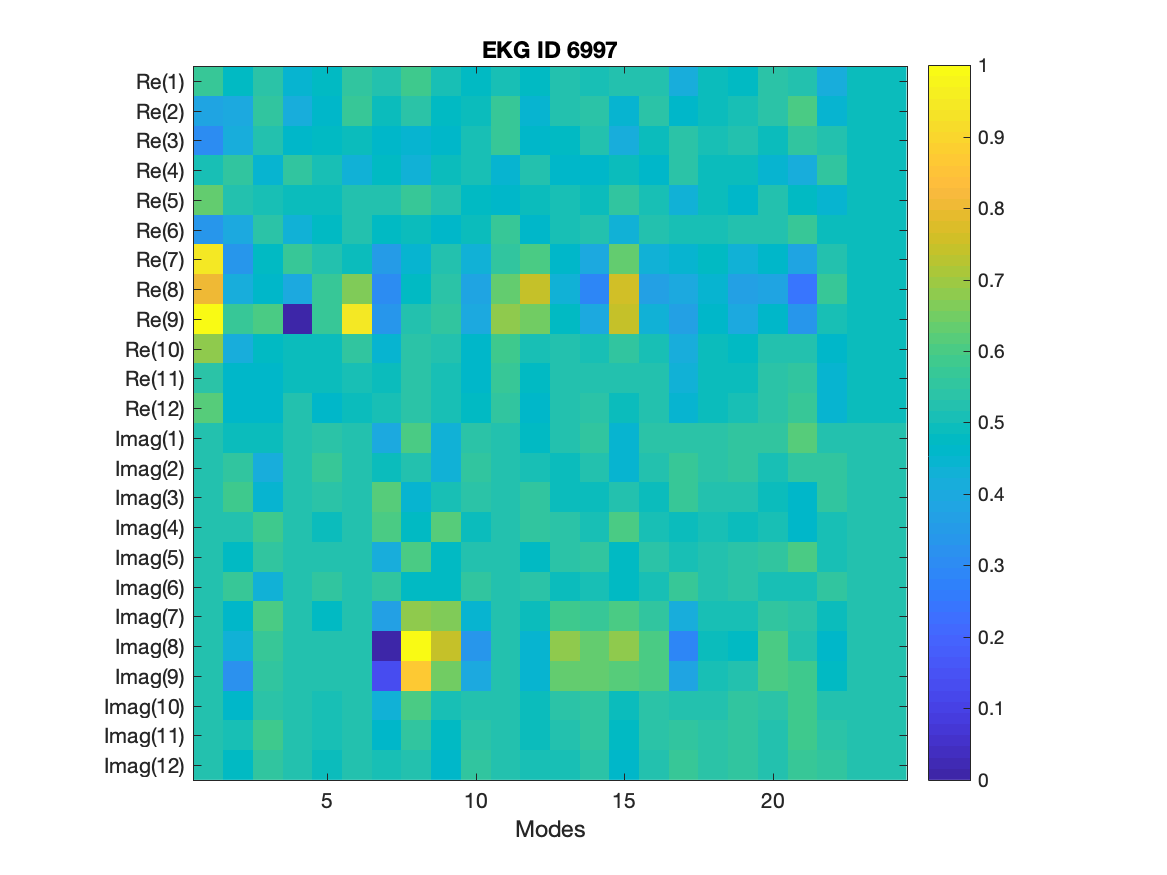 EKG ID 6997
Re(1)
Re(2)
Re(3)
Re(4)
Re(5)
Re(6)
Re(7)
Re(8)
Re(9)
Re(10)
Re(11)
Re(12)
Imag(1)
Imag(2)
Imag(3)
Imag(4)
Imag(5)
Imag(6)
Imag(7)
Imag(8)
Imag(9)
Imag(10)
Imag(11)
Imag(12)
5 10 15 20
Modes
1
0.9
0.8
0.7
0.6
0.5
0.4
0.3
0.2
0.1
0